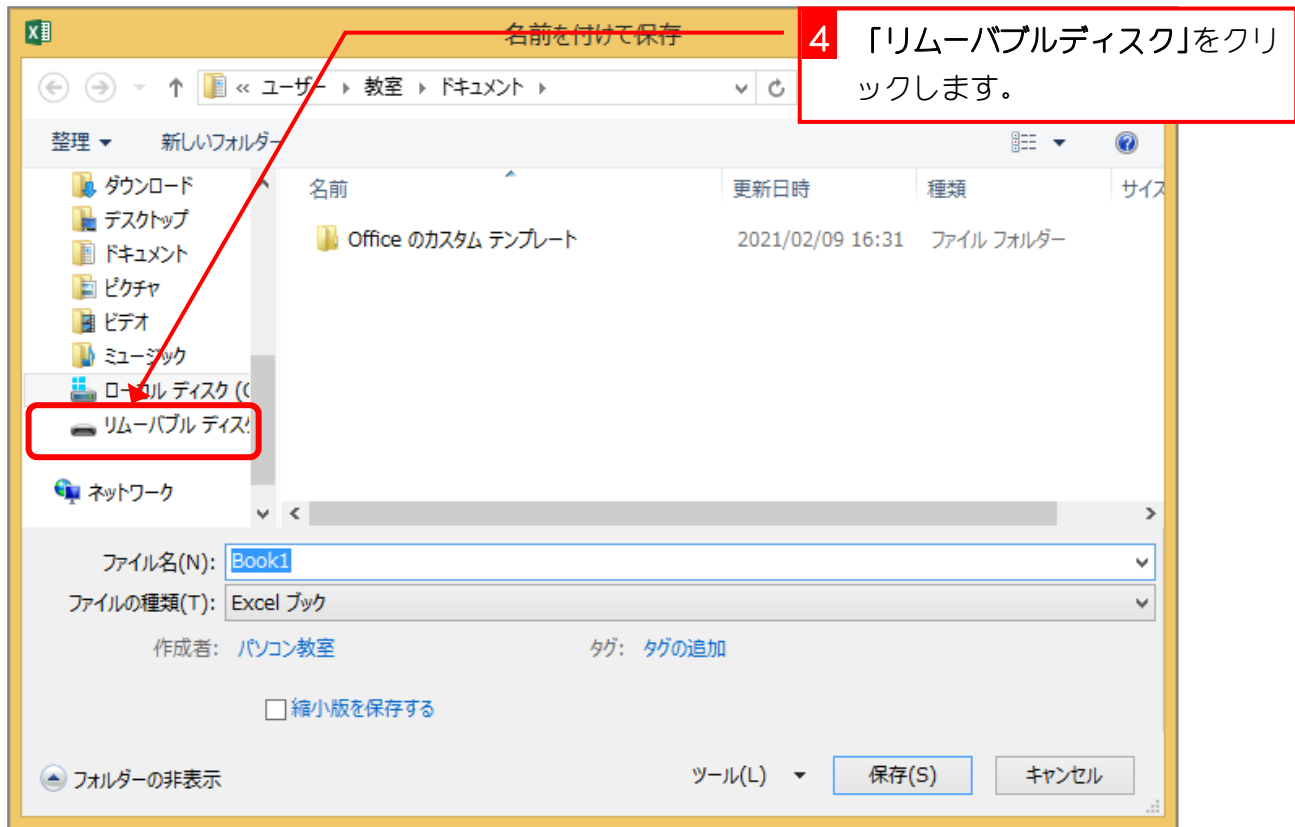 名前を付けて保存
4 「リムーバブルディスク」をクリ
ックします。
« ユーザー ▸ 教室 ▸ ドキュメント ▸
整理 ▼ 新しいフォルダー
ダウンロード
デスクトップ
ドキュメント
ピクチャ
ビデオ
ミュージック
ローカル ディスク (C
リムーバブル ディスク
ネットワーク
名前 更新日時 種類 サイズ
Office のカスタム テンプレート 2021/02/09 16:31 ファイル フォルダー
ファイル名(N): Book1
ファイルの種類(T): Excel ブック
作成者: パソコン教室 タグ: タグの追加
縮小版を保存する
フォルダーの非表示 ツール(L) ▼ 保存(S) キャンセル